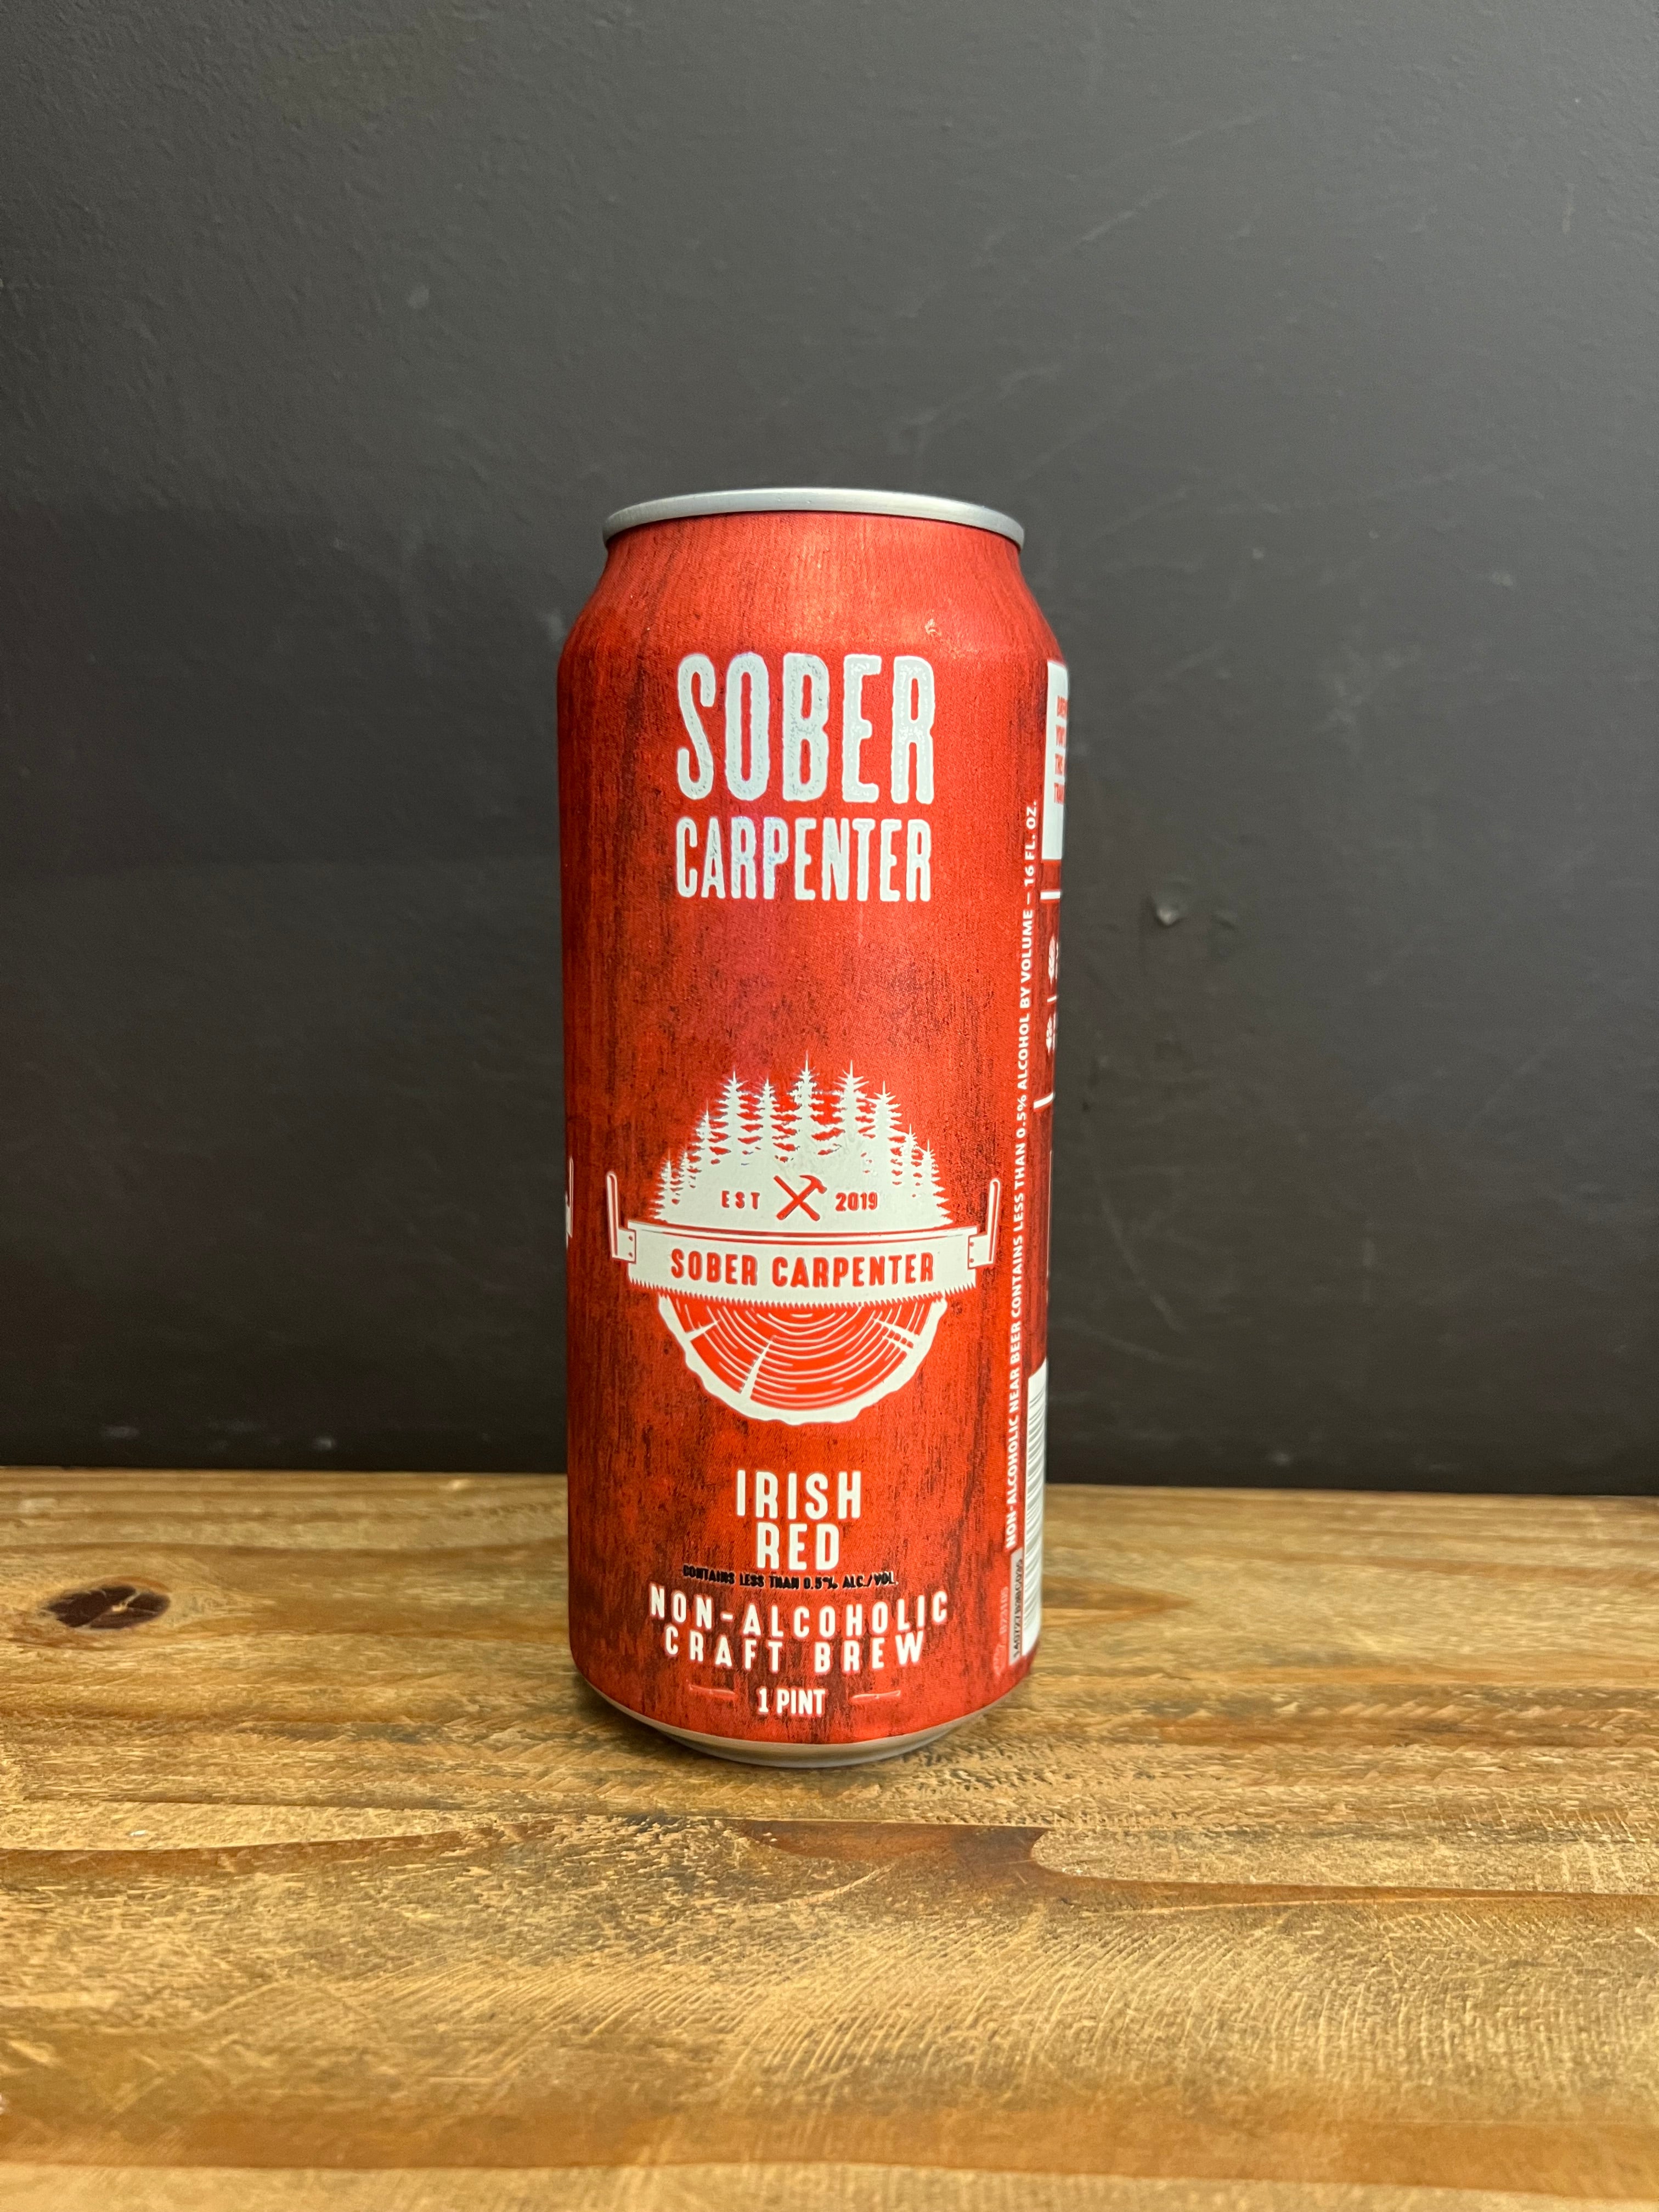 SOBER
CARPENTER
EST 2019
SOBER CARPENTER
IRISH
RED
CONTAINS LESS THAN 0.5% ALC./VOL.
NON-ALCOHOLIC
CRAFT BREW
1 PINT
NON-ALCOHOLIC NEAR BEER CONTAINS LESS THAN 0.5% ALCOHOL BY VOLUME – 16 FL. OZ.